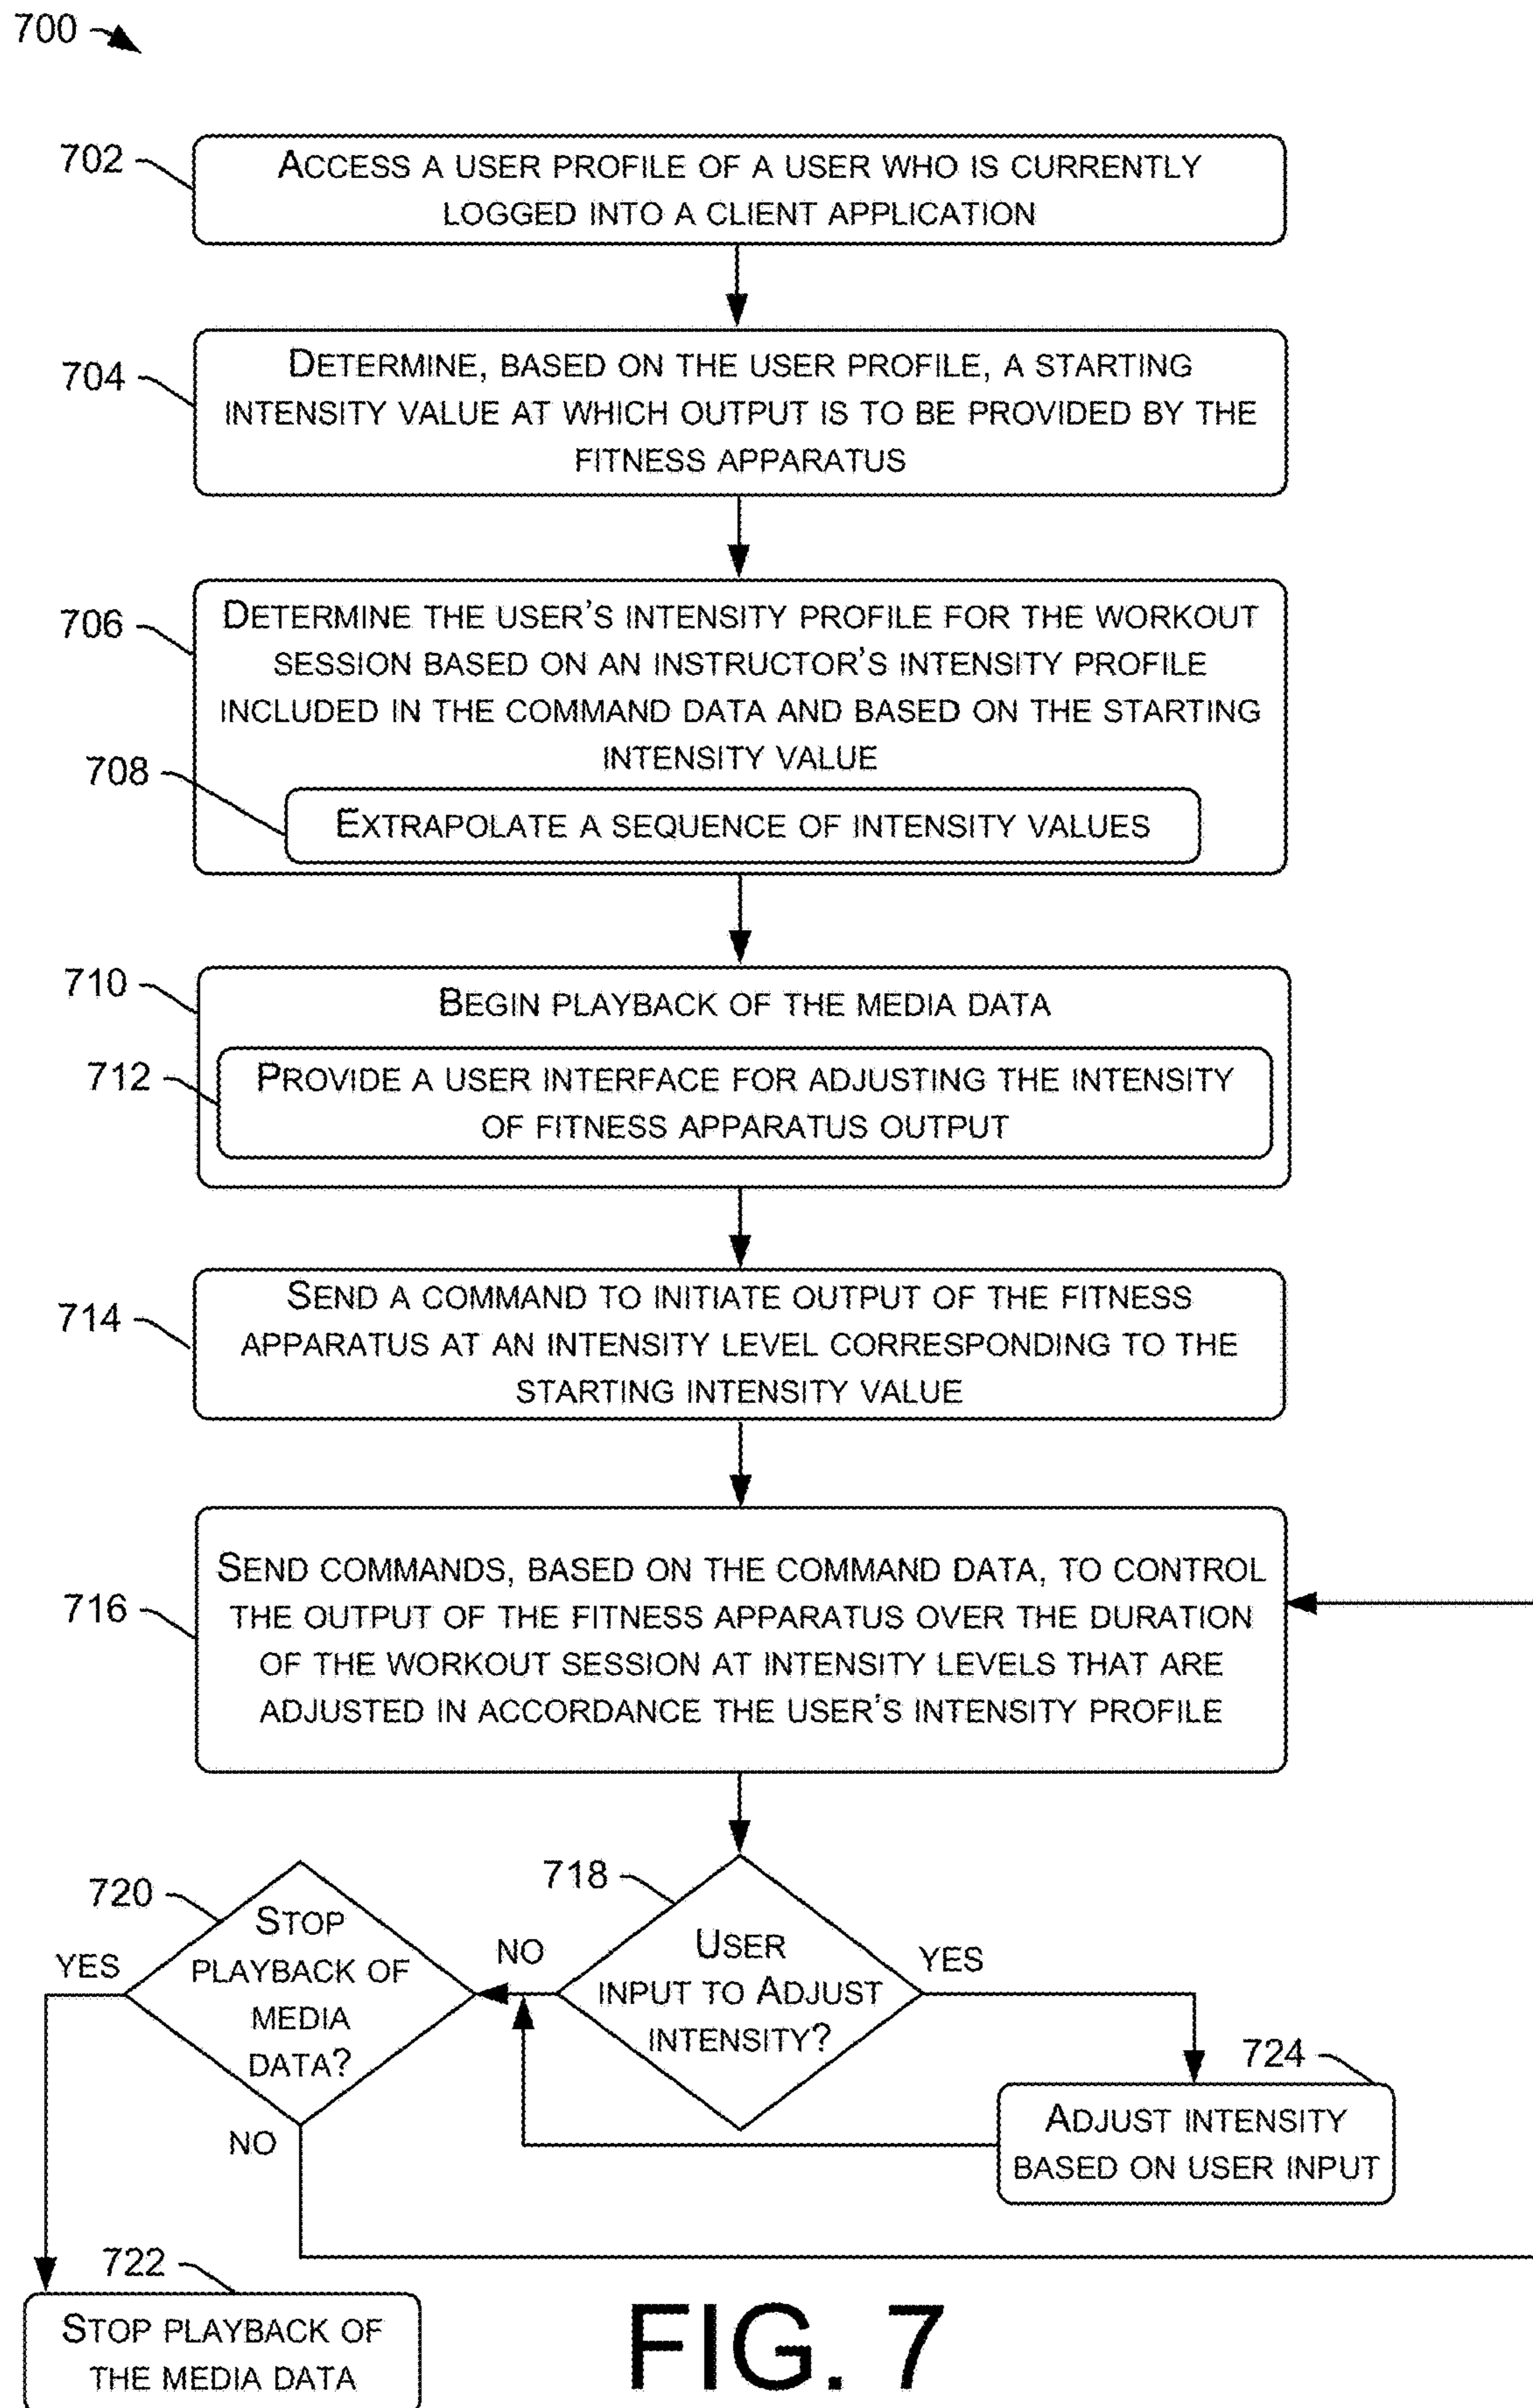 700
702
ACCESS A USER PROFILE OF A USER WHO IS CURRENTLY
LOGGED INTO A CLIENT APPLICATION
704
DETERMINE, BASED ON THE USER PROFILE, A STARTING
INTENSITY VALUE AT WHICH OUTPUT IS TO BE PROVIDED BY THE
FITNESS APPARATUS
706
DETERMINE THE USER'S INTENSITY PROFILE FOR THE WORKOUT
SESSION BASED ON AN INSTRUCTOR'S INTENSITY PROFILE
INCLUDED IN THE COMMAND DATA AND BASED ON THE STARTING
INTENSITY VALUE
708
EXTRAPOLATE A SEQUENCE OF INTENSITY VALUES
710
BEGIN PLAYBACK OF THE MEDIA DATA
712
PROVIDE A USER INTERFACE FOR ADJUSTING THE INTENSITY
OF FITNESS APPARATUS OUTPUT
714
SEND A COMMAND TO INITIATE OUTPUT OF THE FITNESS
APPARATUS AT AN INTENSITY LEVEL CORRESPONDING TO THE
STARTING INTENSITY VALUE
716
SEND COMMANDS, BASED ON THE COMMAND DATA, TO CONTROL
THE OUTPUT OF THE FITNESS APPARATUS OVER THE DURATION
OF THE WORKOUT SESSION AT INTENSITY LEVELS THAT ARE
ADJUSTED IN ACCORDANCE THE USER'S INTENSITY PROFILE
718
USER
INPUT TO ADJUST
INTENSITY?
NO
YES
720
STOP
PLAYBACK OF
MEDIA
DATA?
YES
NO
724
ADJUST INTENSITY
BASED ON USER INPUT
722
STOP PLAYBACK OF
THE MEDIA DATA
FIG. 7